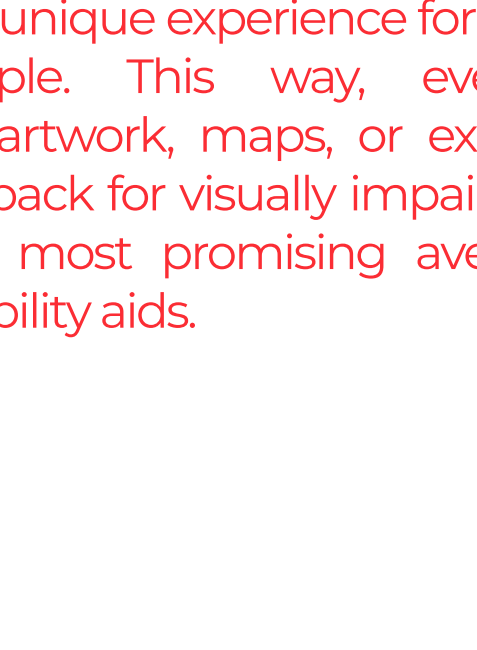 unique experience for
ple. This way, eve
artwork, maps, or ex
pack for visually impai
most promising ave
bility aids.